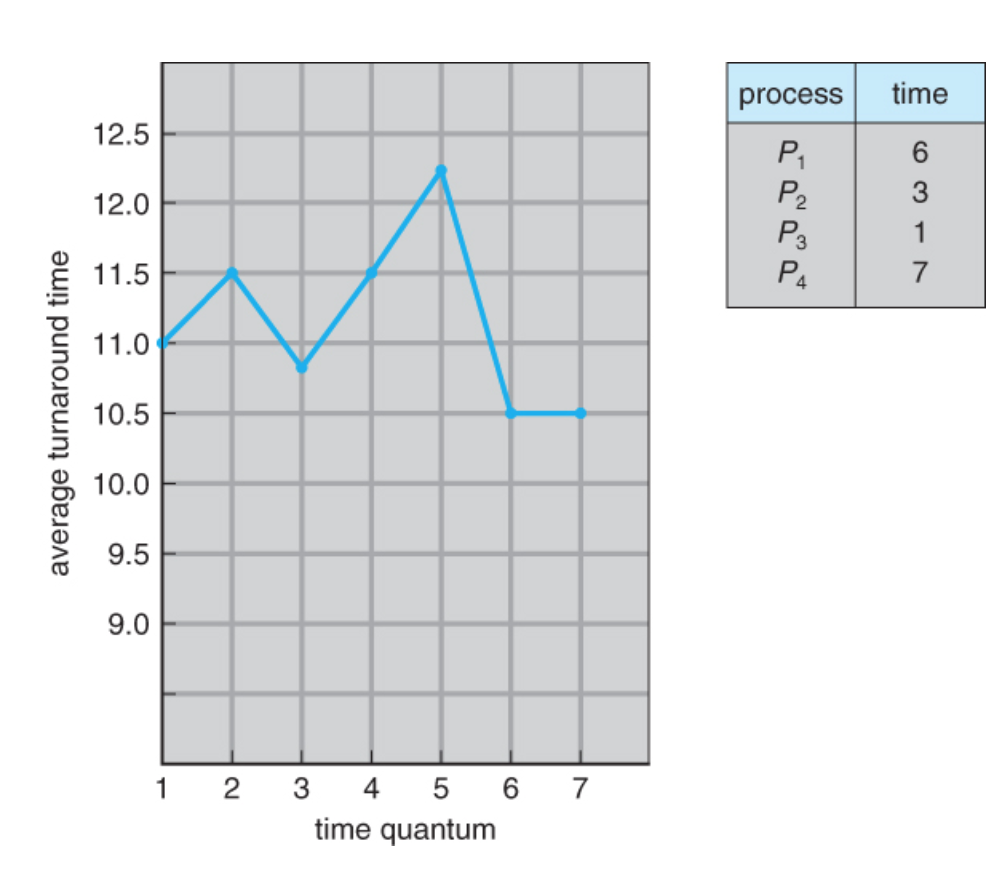 12.5
12.0
11.5
11.0
10.5
10.0
9.5
9.0
average turnaround time
1 2 3 4 5 6 7
time quantum
process time
P₁ 6
P₂ 3
P₃ 1
P₄ 7